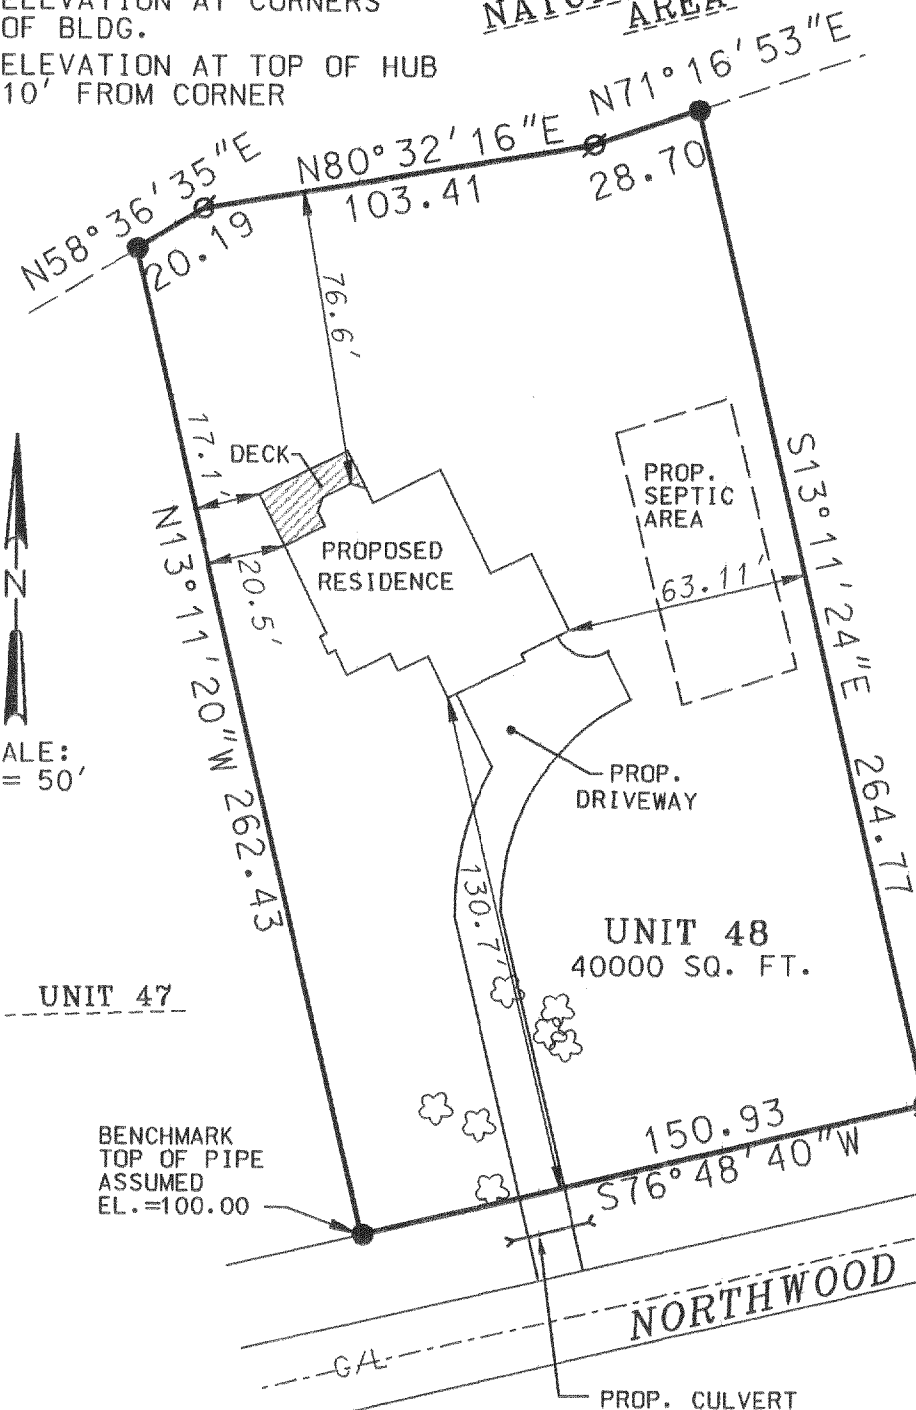 ELEVATION AT CORNERS
OF BLDG.
ELEVATION AT TOP OF HUB
10' FROM CORNER
AREA
N71°16'53"E
N80°32'16"E
N58°36'35"E
28.70
103.41
20.19
76.6'
17.1'
DECK
PROP.
SEPTIC
AREA
S13°11'24"E 264.77
N13°11'20"W 262.43
PROPOSED
RESIDENCE
20.5'
63.11'
N
ALE:
= 50'
PROP.
DRIVEWAY
130.7'
UNIT 48
40000 SQ. FT.
UNIT 47
BENCHMARK
TOP OF PIPE
ASSUMED
EL.=100.00
150.93
S76°48'40"W
NORTHWOOD
C/L
PROP. CULVERT